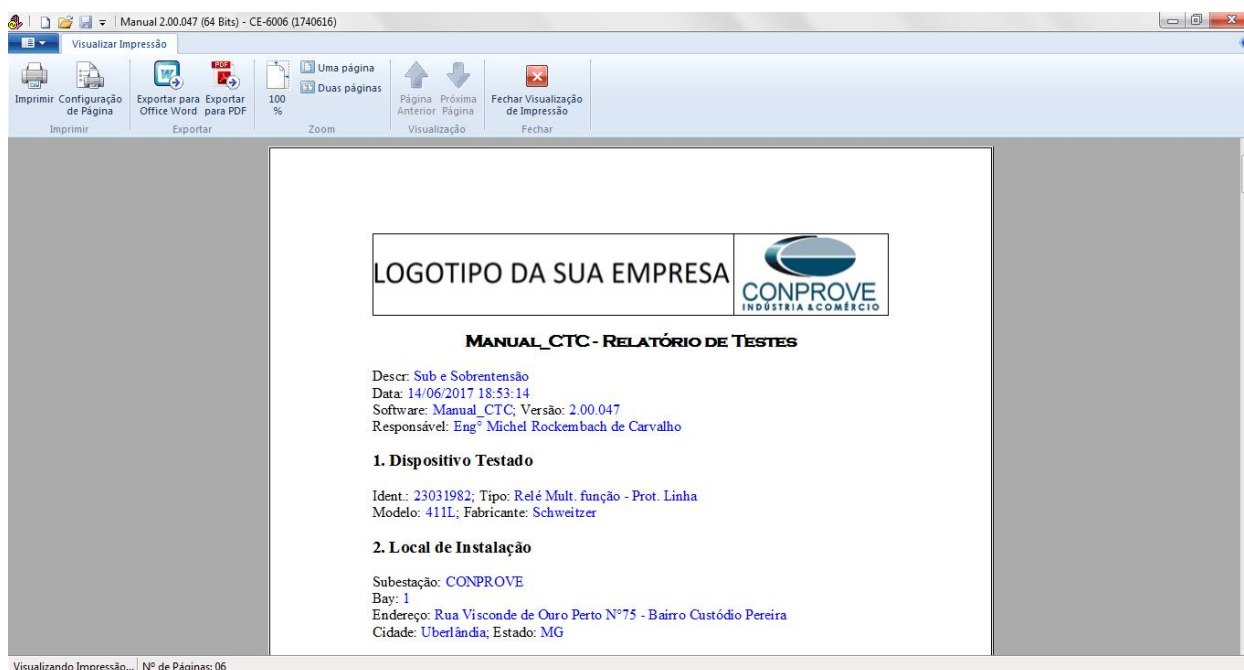 Manual 2.00.047 (64 Bits) - CE-6006 (1740616)
Visualizar Impressão
Imprimir
Configuração de Página
Exportar para Office Word
Exportar para PDF
100 %
Uma página
Duas páginas
Página Anterior
Próxima Página
Fechar Visualização de Impressão
Imprimir
Exportar
Zoom
Visualização
Fechar
LOGOTIPO DA SUA EMPRESA
CONPROVE
INDÚSTRIA & COMÉRCIO
MANUAL_CTC - RELATÓRIO DE TESTES
Descr: Sub e Sobrentensão
Data: 14/06/2017 18:53:14
Software: Manual_CTC; Versão: 2.00.047
Responsável: Eng° Michel Rockembach de Carvalho
1. Dispositivo Testado
Ident.: 23031982; Tipo: Relé Mult. função - Prot. Linha
Modelo: 411L; Fabricante: Schweitzer
2. Local de Instalação
Subestação: CONPROVE
Bay: 1
Endereço: Rua Visconde de Ouro Perto N°75 - Bairro Custódio Pereira
Cidade: Uberlândia; Estado: MG
Visualizando Impressão... Nº de Páginas: 06